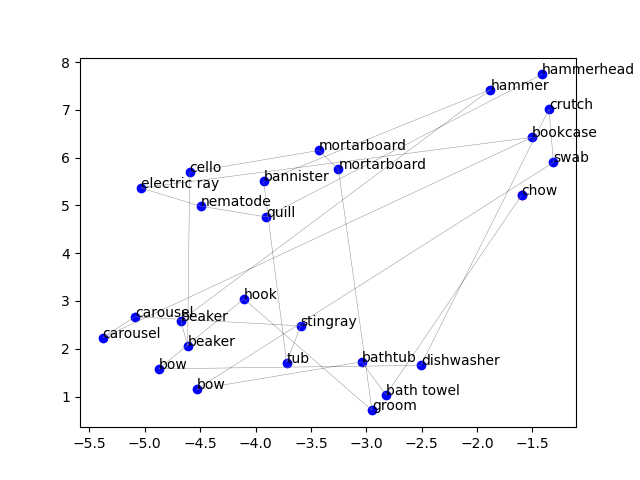 8
hammerhead
hammer
7
crutch
bookcase
mortarboard
6
swab
mortarboard
cello
bannister
electric ray
chow
nematode
5
quill
4
hook
3
carousel
beaker
stingray
carousel
beaker
2
tub
bathtub
dishwasher
bow
bow
bath towel
1
groom
−5.5 −5.0 −4.5 −4.0 −3.5 −3.0 −2.5 −2.0 −1.5